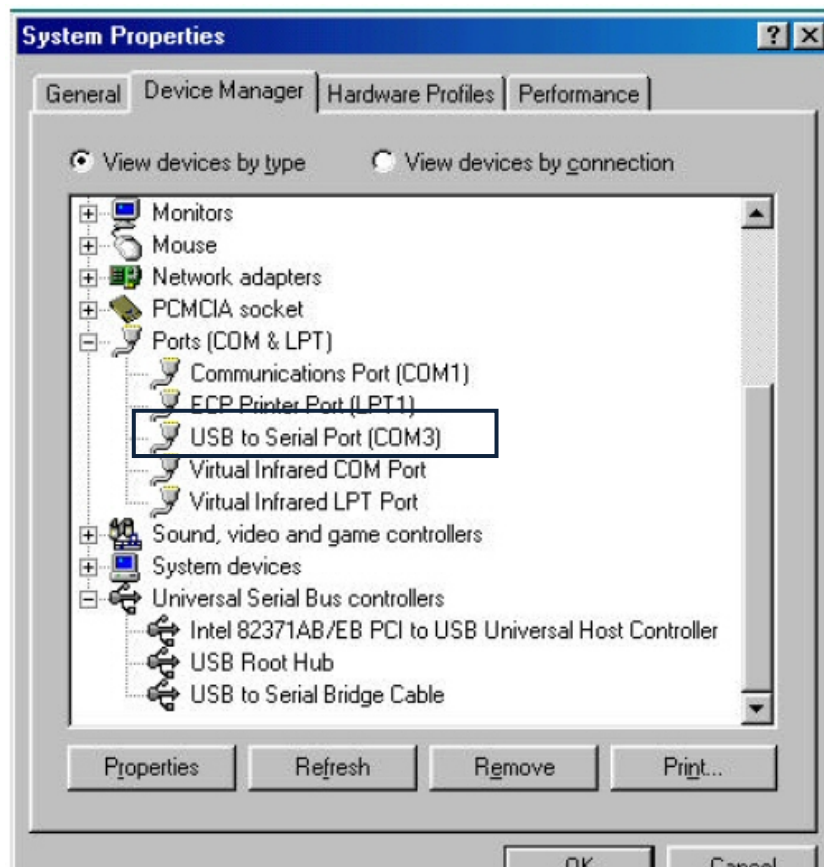 System Properties
General Device Manager Hardware Profiles Performance
View devices by type View devices by connection
Monitors
Mouse
Network adapters
PCMCIA socket
Ports (COM & LPT)
Communications Port (COM1)
ECP Printer Port (LPT1)
USB to Serial Port (COM3)
Virtual Infrared COM Port
Virtual Infrared LPT Port
Sound, video and game controllers
System devices
Universal Serial Bus controllers
Intel 82371AB/EB PCI to USB Universal Host Controller
USB Root Hub
USB to Serial Bridge Cable
Properties Refresh Remove Print...
OK Cancel